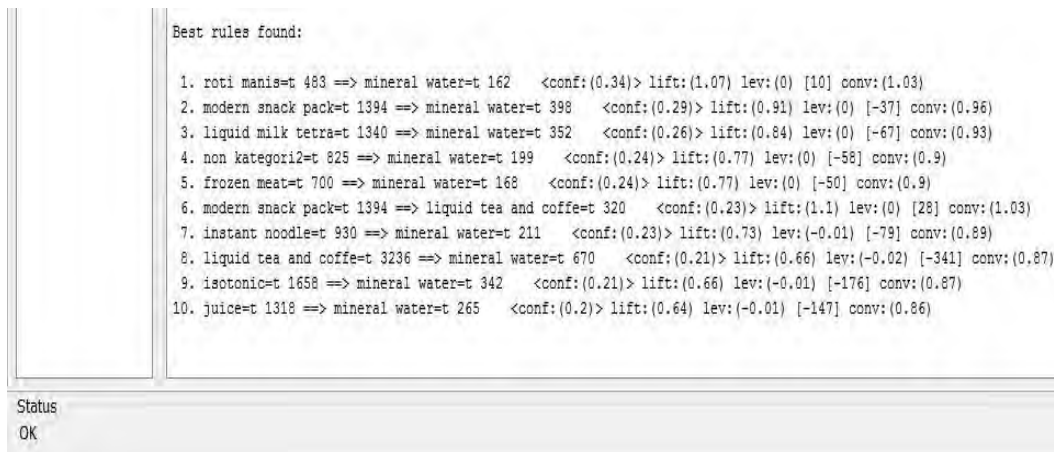 Best rules found:
1. roti manis=t 483 ==> mineral water=t 162 <conf:(0.34)> lift:(1.07) lev:(0) [10] conv:(1.03)
2. modern snack pack=t 1394 ==> mineral water=t 398 <conf:(0.29)> lift:(0.91) lev:(0) [-37] conv:(0.96)
3. liquid milk tetra=t 1340 ==> mineral water=t 352 <conf:(0.26)> lift:(0.84) lev:(0) [-67] conv:(0.93)
4. non kategori2=t 825 ==> mineral water=t 199 <conf:(0.24)> lift:(0.77) lev:(0) [-58] conv:(0.9)
5. frozen meat=t 700 ==> mineral water=t 168 <conf:(0.24)> lift:(0.77) lev:(0) [-50] conv:(0.9)
6. modern snack pack=t 1394 ==> liquid tea and coffe=t 320 <conf:(0.23)> lift:(1.1) lev:(0) [28] conv:(1.03)
7. instant noodle=t 930 ==> mineral water=t 211 <conf:(0.23)> lift:(0.73) lev:(-0.01) [-79] conv:(0.89)
8. liquid tea and coffe=t 3236 ==> mineral water=t 670 <conf:(0.21)> lift:(0.66) lev:(-0.02) [-341] conv:(0.87)
9. isotonic=t 1658 ==> mineral water=t 342 <conf:(0.21)> lift:(0.66) lev:(-0.01) [-176] conv:(0.87)
10. juice=t 1318 ==> mineral water=t 265 <conf:(0.2)> lift:(0.64) lev:(-0.01) [-147] conv:(0.86)
Status
OK